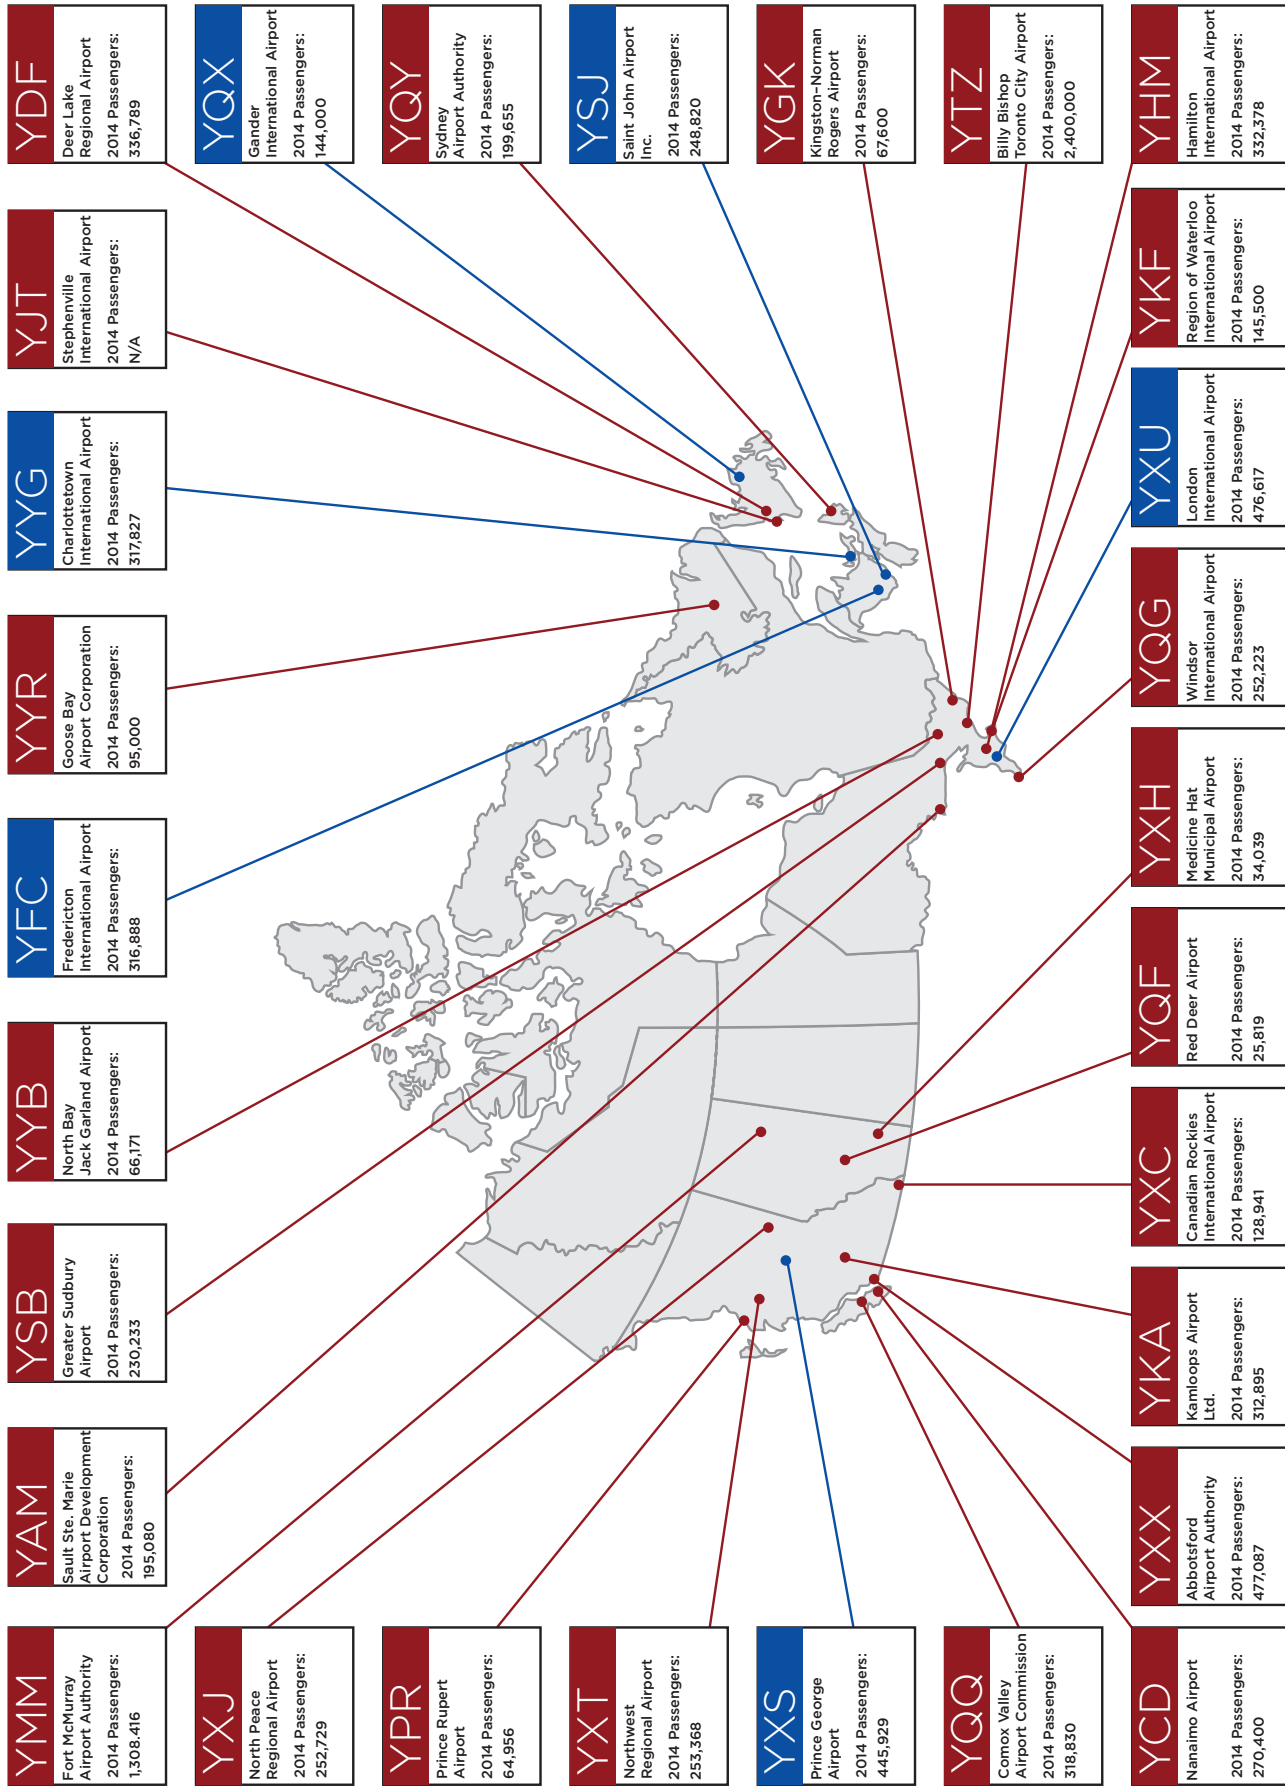 YMM
Fort McMurray
Airport Authority
2014 Passengers:
1,308.416
YAM
Sault Ste. Marie
Airport Development
Corporation
2014 Passengers:
195,080
YSB
Greater Sudbury
Airport
2014 Passengers:
230,233
YYB
North Bay
Jack Garland Airport
2014 Passengers:
66,171
YFC
Fredericton
International Airport
2014 Passengers:
316,888
YYR
Goose Bay
Airport Corporation
2014 Passengers:
95,000
YYG
Charlottetown
International Airport
2014 Passengers:
317,827
YJT
Stephenville
International Airport
2014 Passengers:
N/A
YDF
Deer Lake
Regional Airport
2014 Passengers:
336,789
YXJ
North Peace
Regional Airport
2014 Passengers:
252,729
YQX
Gander
International Airport
2014 Passengers:
144,000
YPR
Prince Rupert
Airport
2014 Passengers:
64,956
YQY
Sydney
Airport Authority
2014 Passengers:
199,655
YXT
Northwest
Regional Airport
2014 Passengers:
253,368
YSJ
Saint John Airport
Inc.
2014 Passengers:
248,820
YXS
Prince George
Airport
2014 Passengers:
445,929
YGK
Kingston-Norman
Rogers Airport
2014 Passengers:
67,600
YQQ
Comox Valley
Airport Commission
2014 Passengers:
318,830
YTZ
Billy Bishop
Toronto City Airport
2014 Passengers:
2,400,000
YCD
Nanaimo Airport
2014 Passengers:
270,400
YXX
Abbotsford
Airport Authority
2014 Passengers:
477,087
YKA
Kamloops Airport
Ltd.
2014 Passengers:
312,895
YXC
Canadian Rockies
International Airport
2014 Passengers:
128,941
YQF
Red Deer Airport
2014 Passengers:
25,819
YXH
Medicine Hat
Municipal Airport
2014 Passengers:
34,039
YQG
Windsor
International Airport
2014 Passengers:
252,223
YXU
London
International Airport
2014 Passengers:
476,617
YKF
Region of Waterloo
International Airport
2014 Passengers:
145,500
YHM
Hamilton
International Airport
2014 Passengers:
332,378